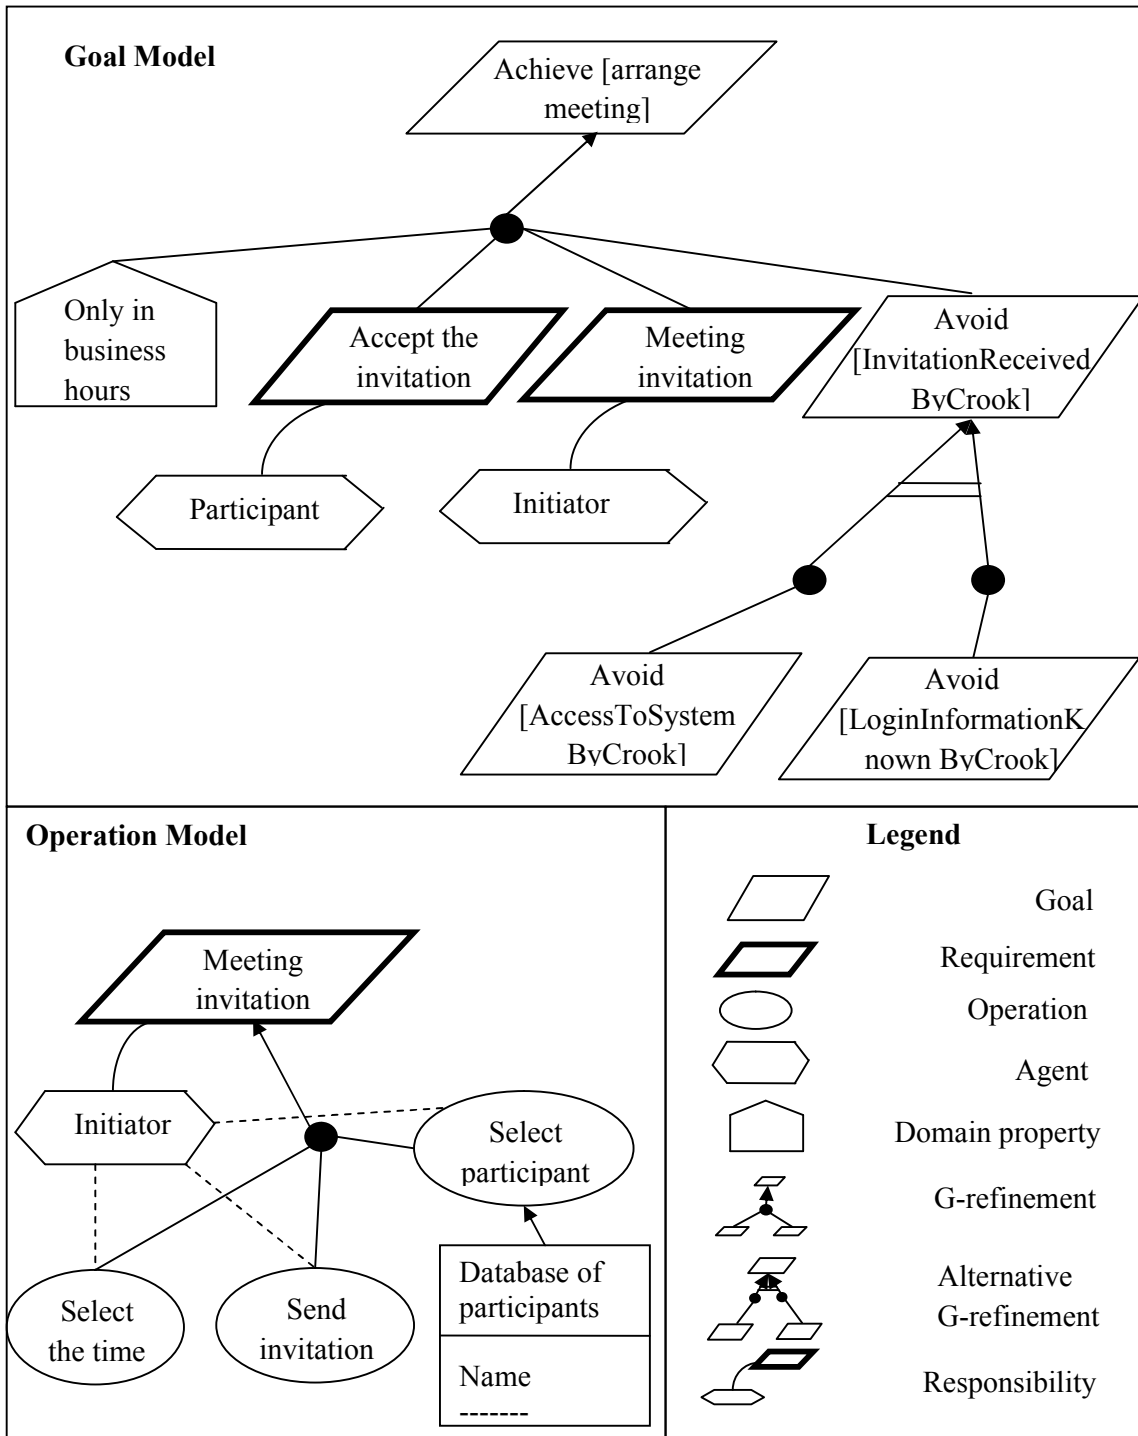 Goal Model
Achieve [arrange
meeting]
Only in
business
hours
Accept the
invitation
Meeting
invitation
Avoid
[InvitationReceived
ByCrook]
Participant
Initiator
Avoid
[AccessToSystem
ByCrook]
Avoid
[LoginInformationK
nown ByCrook]
Operation Model
Meeting
invitation
Initiator
Select
participant
Select
the time
Send
invitation
Database of
participants
Name
-------
Legend
Goal
Requirement
Operation
Agent
Domain property
G-refinement
Alternative
G-refinement
Responsibility